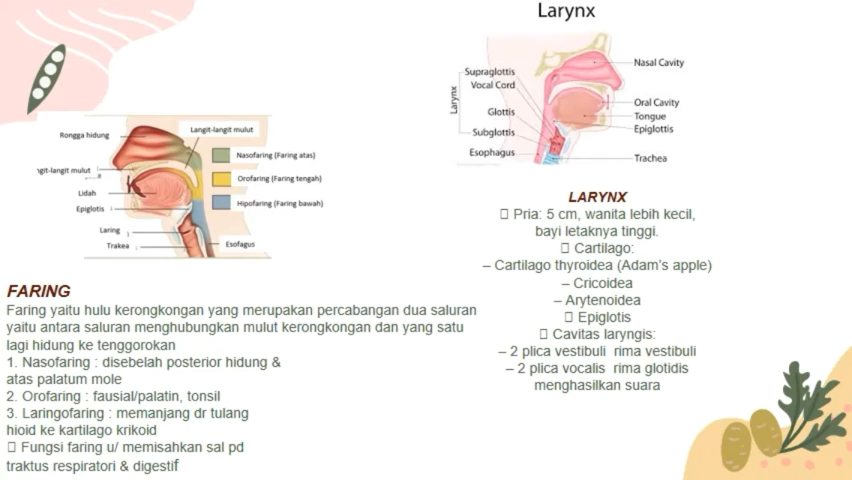 Larynx
Nasal Cavity
Supraglottis
Vocal Cord
Larynx
Oral Cavity
Glottis
Tongue
Epiglottis
Subglottis
Esophagus
Trachea
Rongga hidung
Langit-langit mulut
Nasofaring (Faring atas)
git-langit mulut
Orofaring (Faring tengah)
Lidah
Hipofaring (Faring bawah)
Epiglotis
Laring
Trakea
Esofagus
FARING
Faring yaitu hulu kerongkongan yang merupakan percabangan dua saluran
yaitu antara saluran menghubungkan mulut kerongkongan dan yang satu
lagi hidung ke tenggorokan
1. Nasofaring : disebelah posterior hidung &
atas palatum mole
2. Orofaring : fausial/palatin, tonsil
3. Laringofaring : memanjang dr tulang
hioid ke kartilago krikoid
Fungsi faring u/ memisahkan sal pd
traktus respiratori & digestif
LARYNX
Pria: 5 cm, wanita lebih kecil,
bayi letaknya tinggi.
Cartilago:
– Cartilago thyroidea (Adam's apple)
– Cricoidea
– Arytenoidea
Epiglotis
Cavitas laryngis:
– 2 plica vestibuli rima vestibuli
– 2 plica vocalis rima glotidis
menghasilkan suara